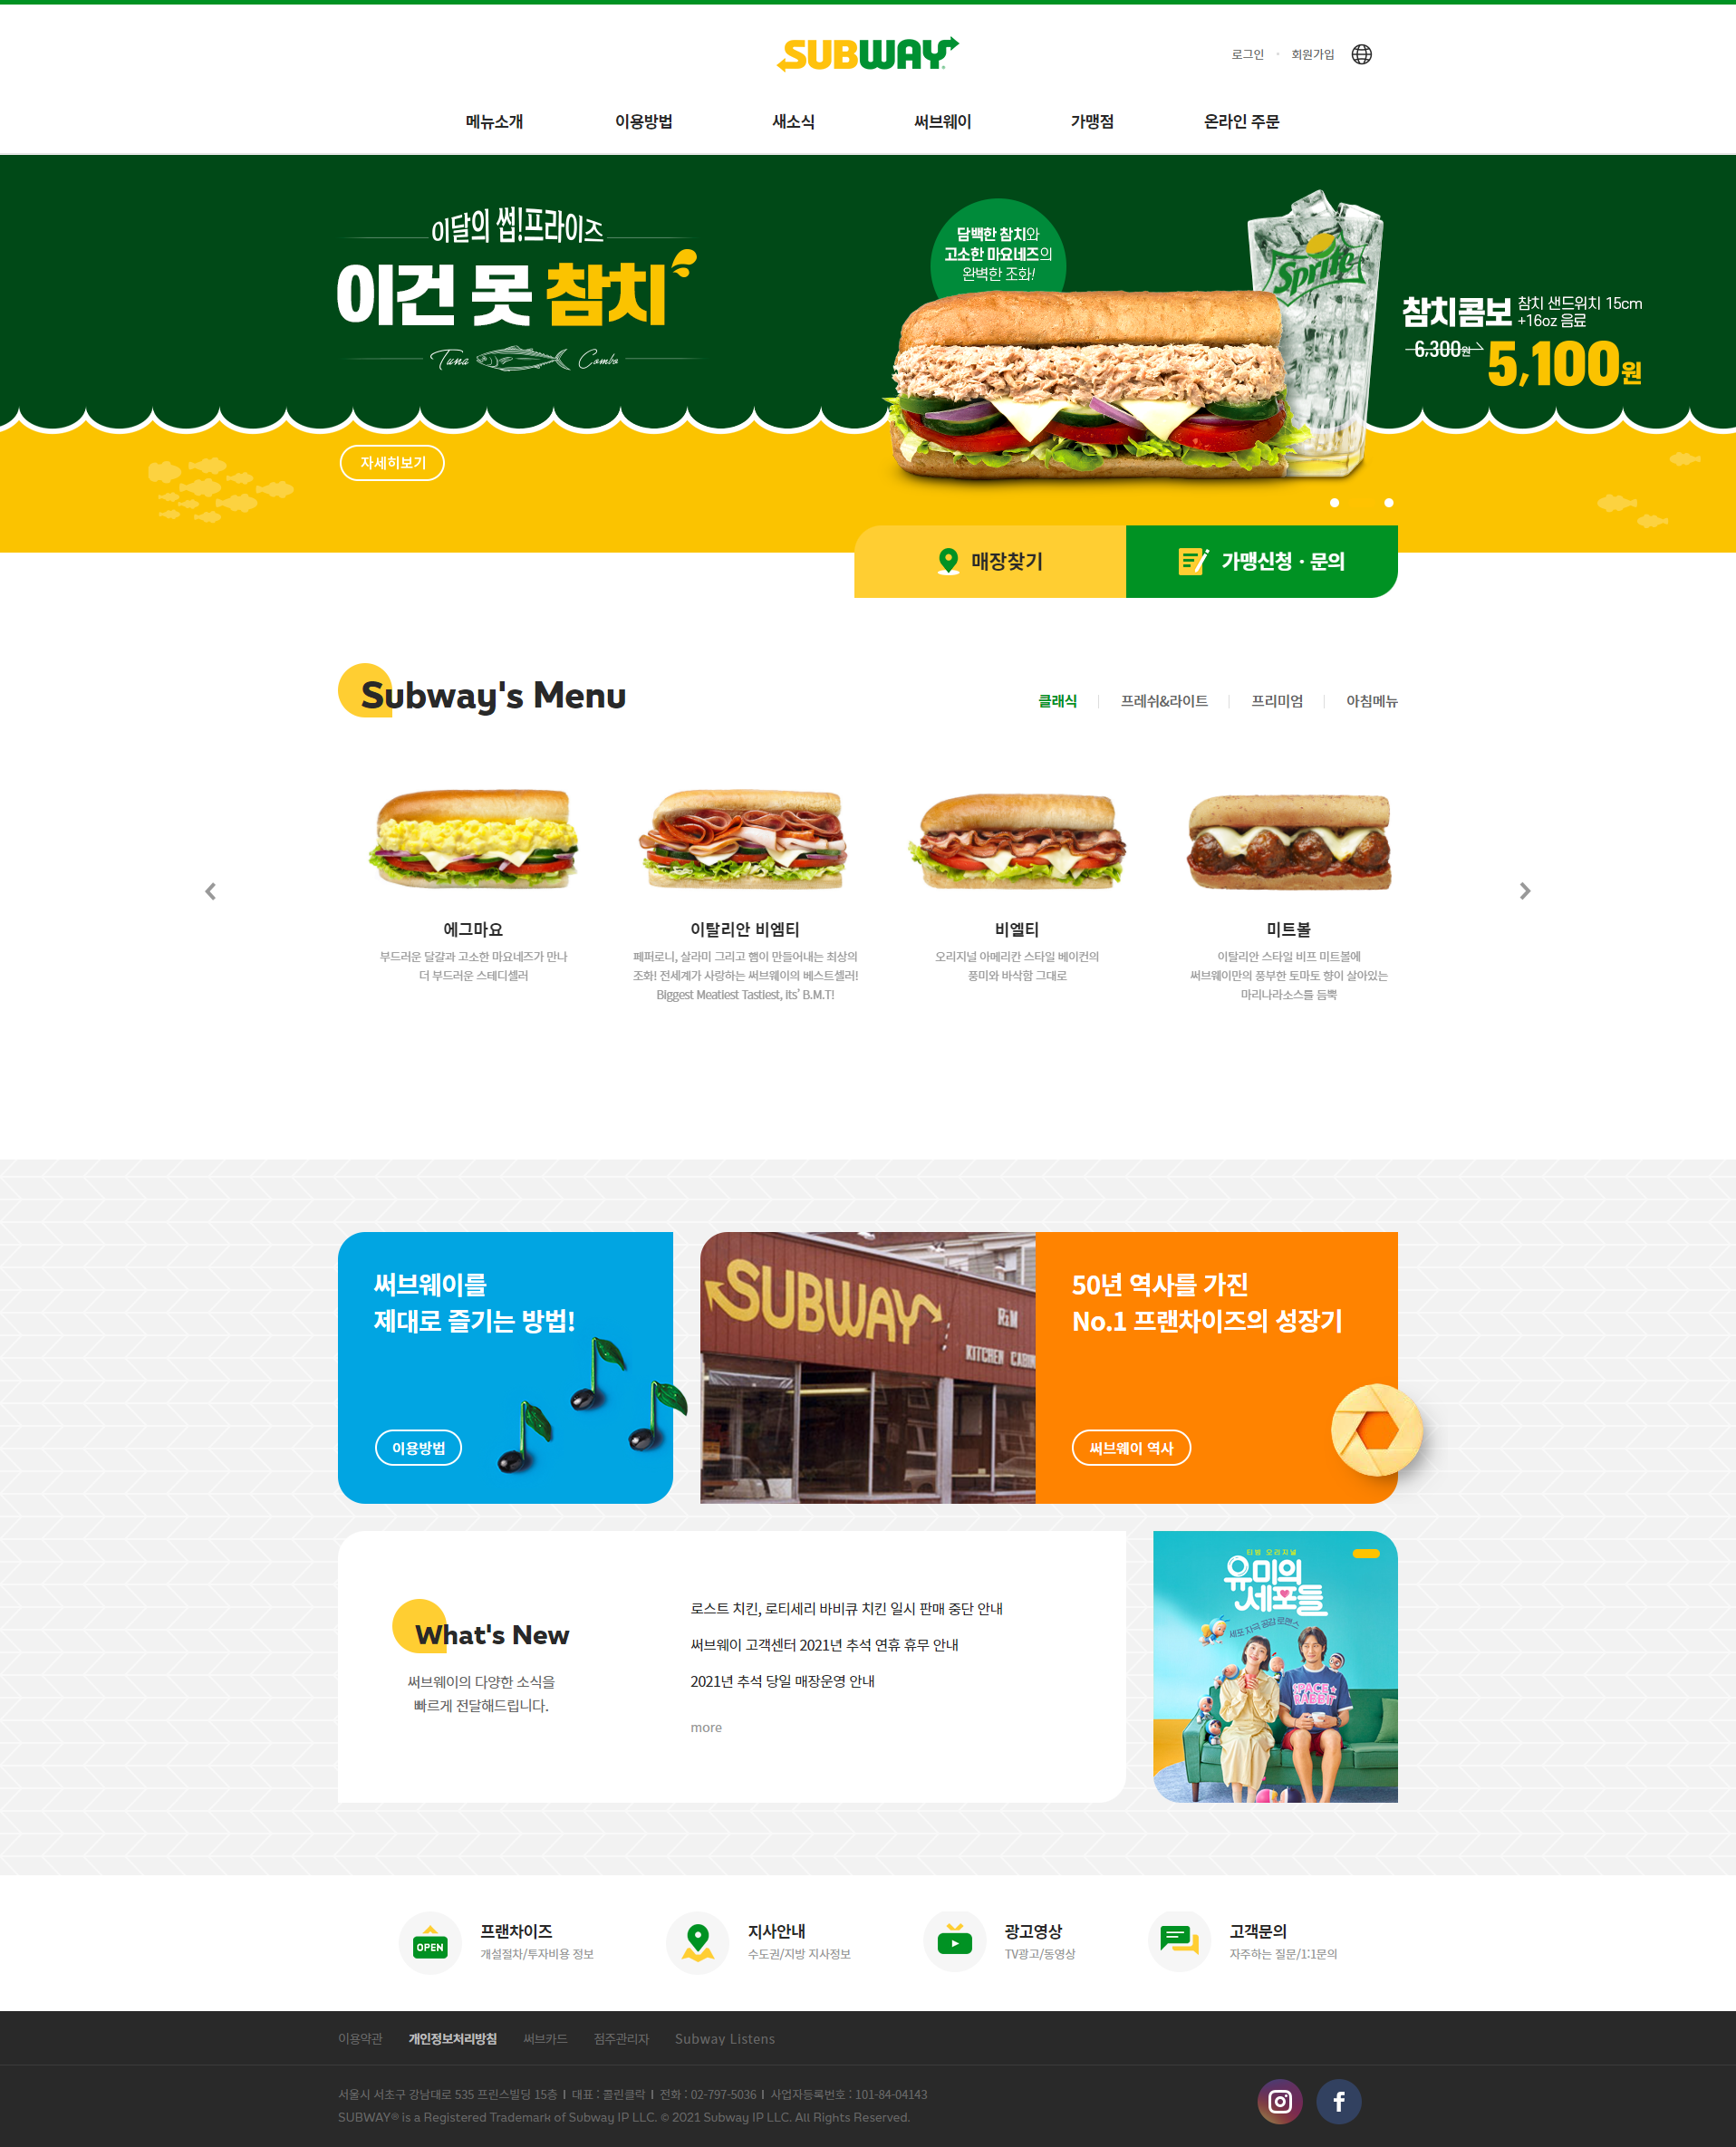 SUBWAY
로그인
회원가입
메뉴소개
이용방법
새소식
써브웨이
가맹점
온라인 주문
이달의 썹!프라이즈
이건 못 참치
Tuna Combo
자세히보기
담백한 참치와
고소한 마요네즈의
완벽한 조화!
Sprite
참치콤보
참치 샌드위치 15cm
+16oz 음료
6,300원
5,100원
매장찾기
가맹신청 · 문의
Subway's Menu
클래식
프레쉬&라이트
프리미엄
아침메뉴
에그마요
부드러운 달걀과 고소한 마요네즈가 만나
더 부드러운 스테디셀러
이탈리안 비엠티
페퍼로니, 살라미 그리고 햄이 만들어내는 최상의
조화! 전세계가 사랑하는 써브웨이의 베스트셀러!
Biggest Meatiest Tastiest, its’ B.M.T!
비엘티
오리지널 아메리칸 스타일 베이컨의
풍미와 바삭함 그대로
미트볼
이탈리안 스타일 비프 미트볼에
써브웨이만의 풍부한 토마토 향이 살아있는
마리나라소스를 듬뿍
써브웨이를
제대로 즐기는 방법!
이용방법
SUBWAY
R&M
KITCHEN CABIN
50년 역사를 가진
No.1 프랜차이즈의 성장기
써브웨이 역사
What's New
써브웨이의 다양한 소식을
빠르게 전달해드립니다.
로스트 치킨, 로티세리 바비큐 치킨 일시 판매 중단 안내
써브웨이 고객센터 2021년 추석 연휴 휴무 안내
2021년 추석 당일 매장운영 안내
more
티빙 오리지널
유미의
세포들
세포 자극 공감 로맨스
SPACE
RABBIT
OPEN
프랜차이즈
개설절차/투자비용 정보
지사안내
수도권/지방 지사정보
광고영상
TV광고/동영상
고객문의
자주하는 질문/1:1문의
이용약관
개인정보처리방침
써브카드
점주관리자
Subway Listens
서울시 서초구 강남대로 535 프린스빌딩 15층 I 대표 : 콜린클락 I 전화 : 02-797-5036 I 사업자등록번호 : 101-84-04143
SUBWAY® is a Registered Trademark of Subway IP LLC. © 2021 Subway IP LLC. All Rights Reserved.